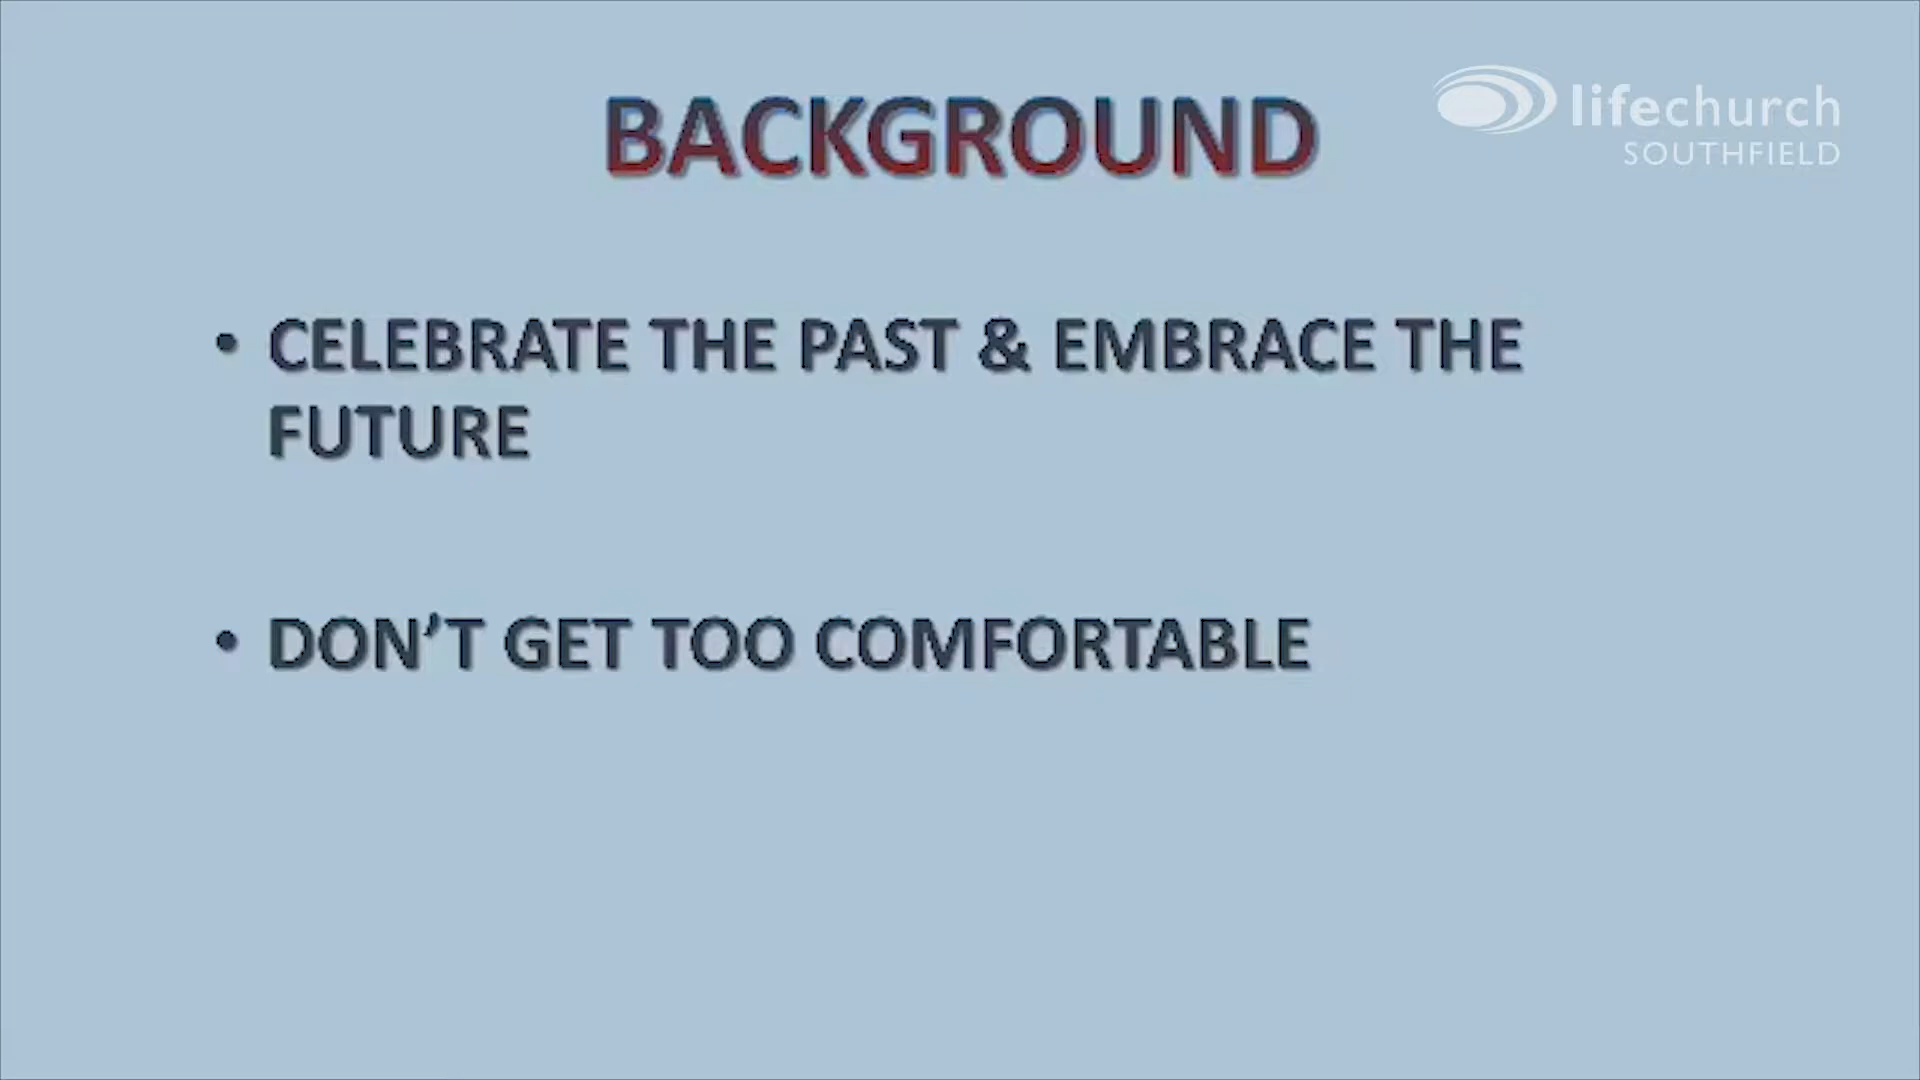 BACKGROUND
lifechurch
SOUTHFIELD
• CELEBRATE THE PAST & EMBRACE THE
FUTURE
• DON’T GET TOO COMFORTABLE